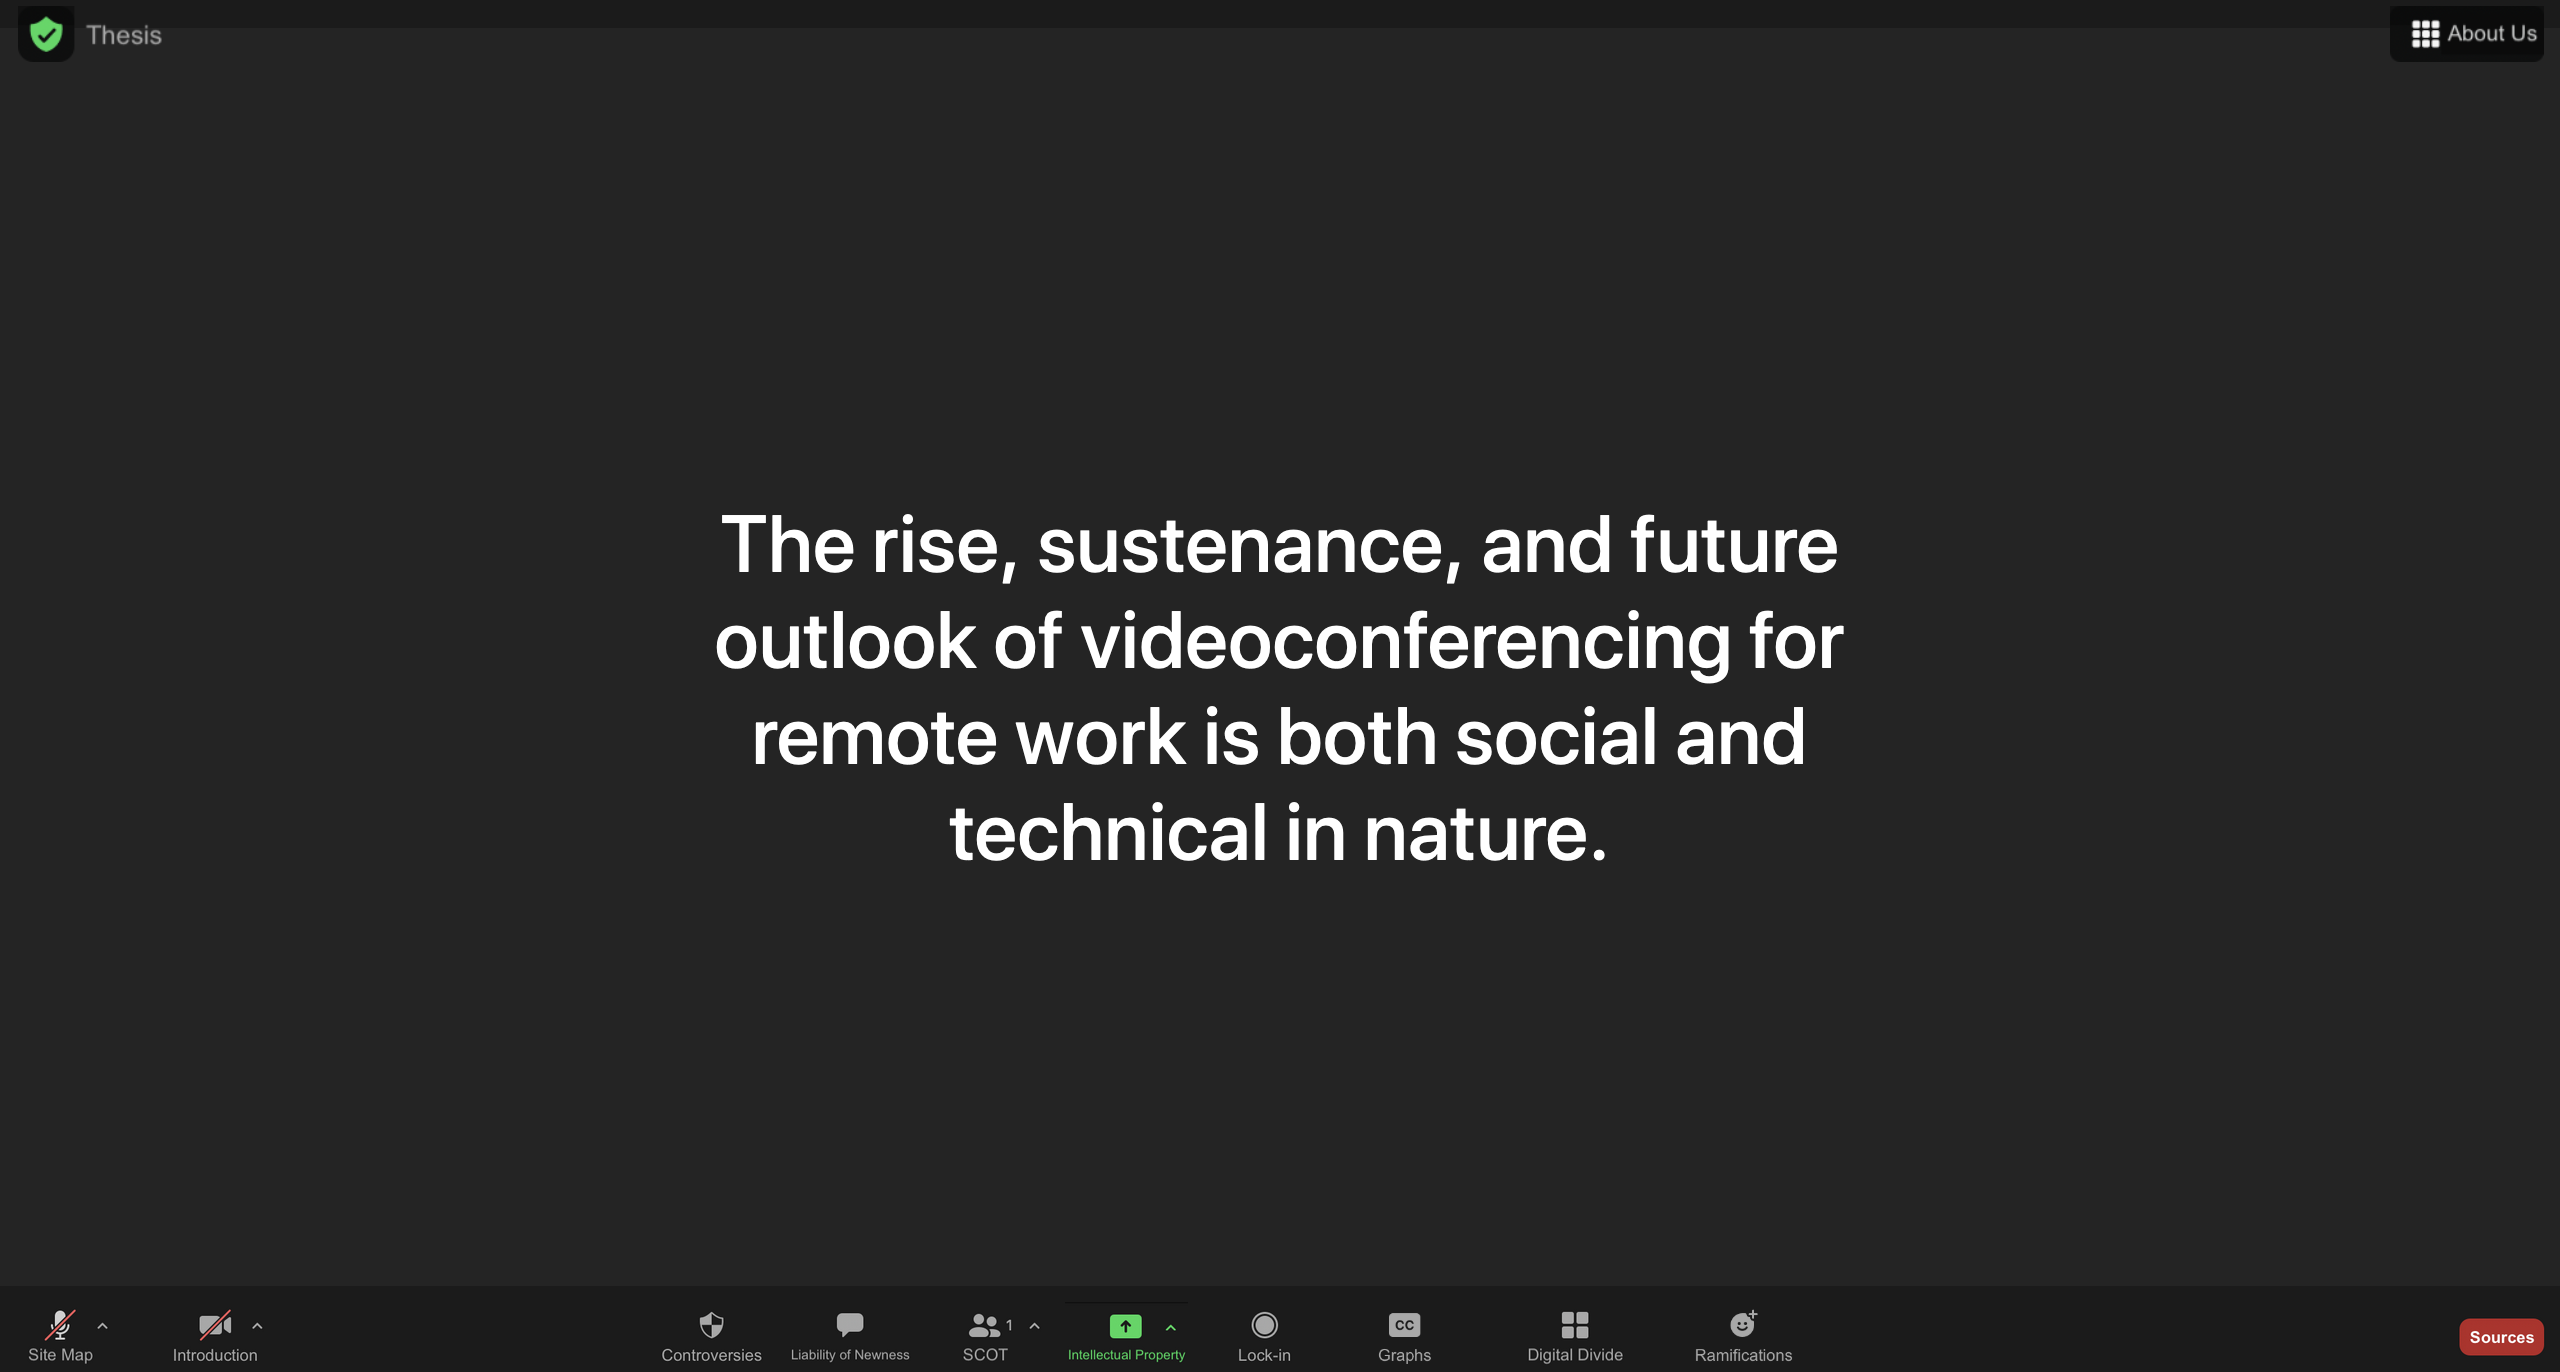 Thesis
About Us
The rise, sustenance, and future
outlook of videoconferencing for
remote work is both social and
technical in nature.
Site Map
Introduction
Controversies
Liability of Newness
1
SCOT
Intellectual Property
Lock-in
CC
Graphs
Digital Divide
Ramifications
Sources